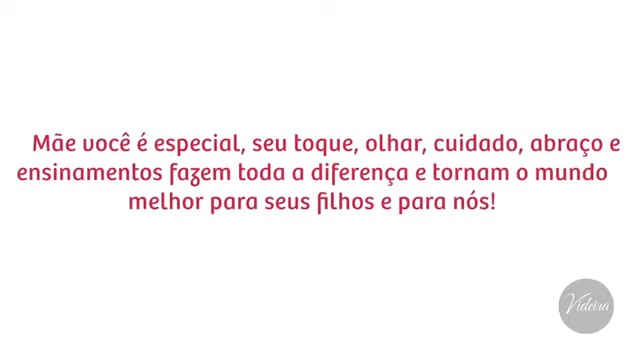 Mãe você é especial, seu toque, olhar, cuidado, abraço e
ensinamentos fazem toda a diferença e tornam o mundo
melhor para seus filhos e para nós!
Videira